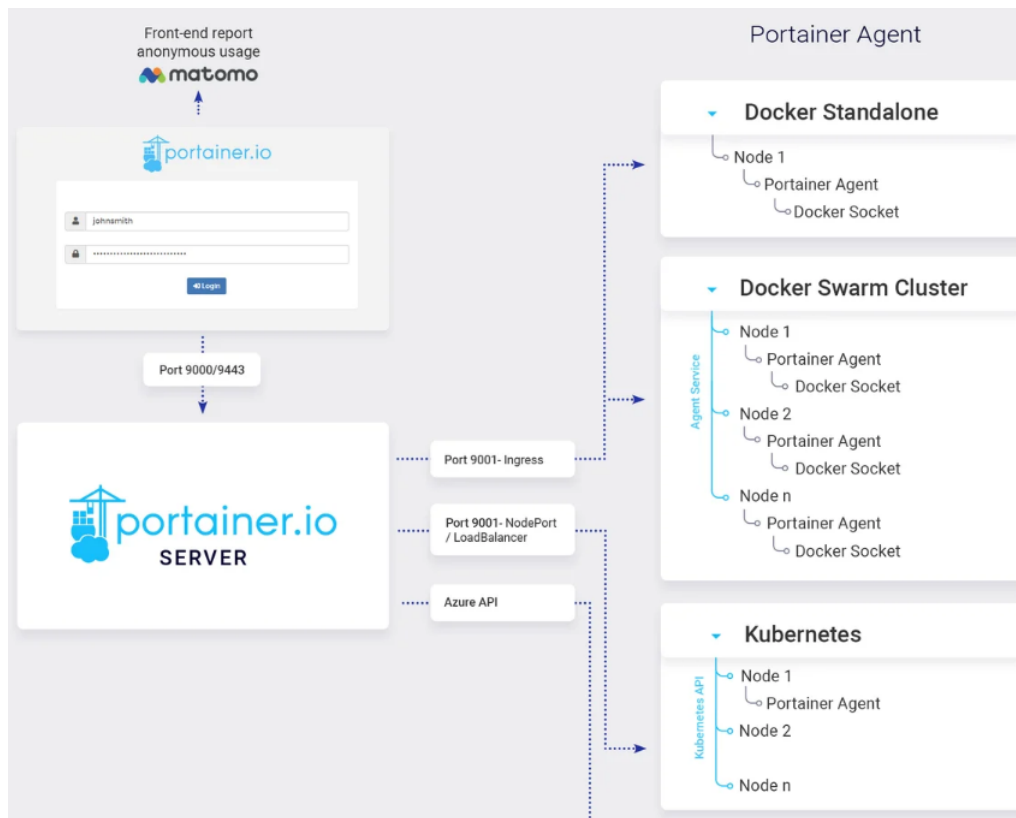 Front-end report
anonymous usage
matomo
portainer.io
johnsmith
Login
Port 9000/9443
portainer.io
SERVER
Port 9001- Ingress
Port 9001- NodePort
/ LoadBalancer
Azure API
Portainer Agent
Docker Standalone
Node 1
Portainer Agent
Docker Socket
Docker Swarm Cluster
Agent Service
Node 1
Portainer Agent
Docker Socket
Node 2
Portainer Agent
Docker Socket
Node n
Portainer Agent
Docker Socket
Kubernetes
Kubernetes API
Node 1
Portainer Agent
Node 2
Node n